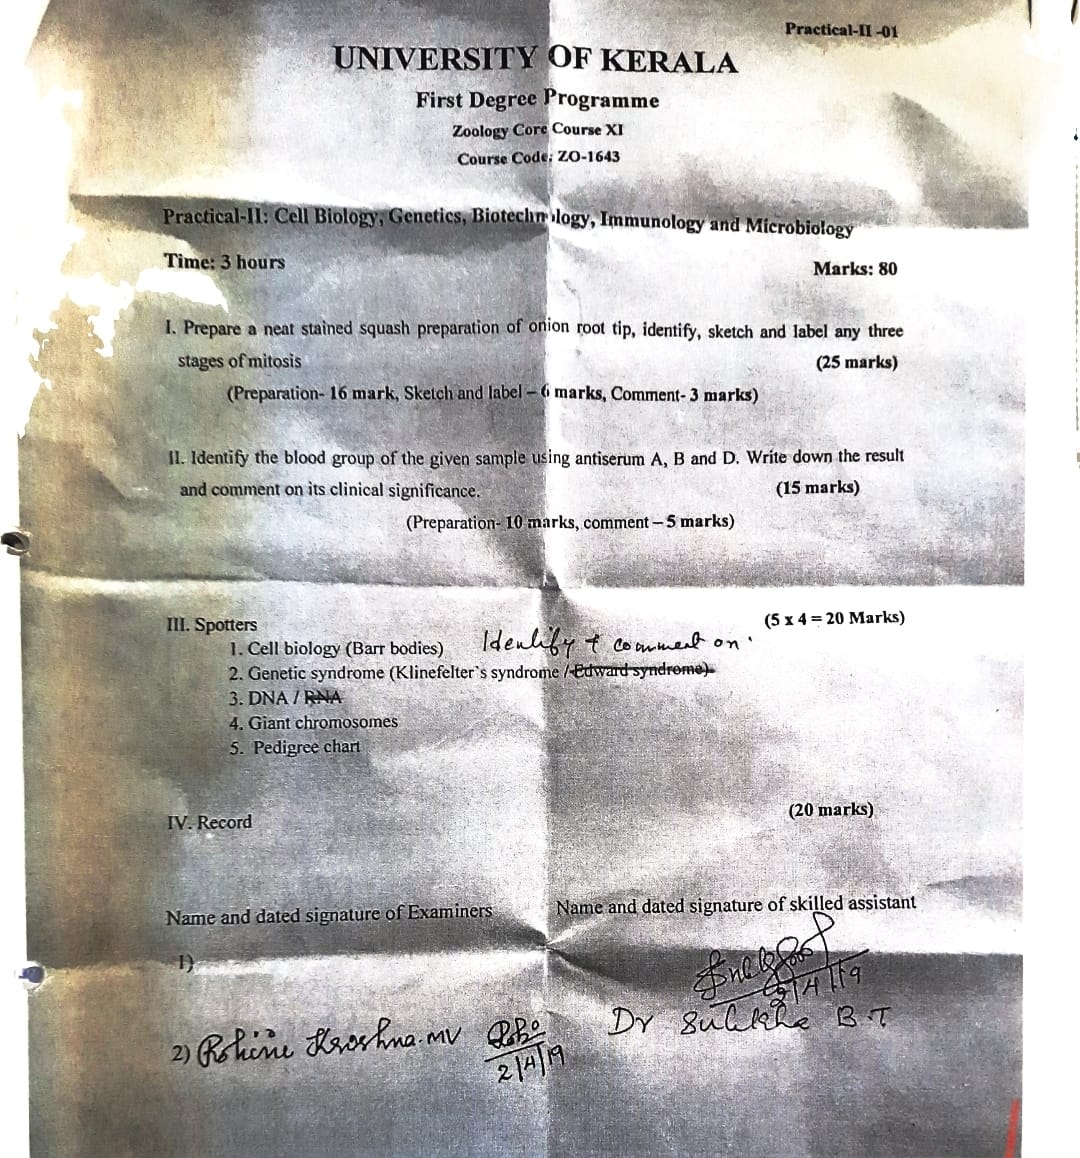 Practical-II -01
UNIVERSITY OF KERALA
First Degree Programme
Zoology Core Course XI
Course Code: ZO-1643
Practical-II: Cell Biology, Genetics, Biotechnology, Immunology and Microbiology
Time: 3 hours
Marks: 80
I. Prepare a neat stained squash preparation of onion root tip, identify, sketch and label any three
stages of mitosis (25 marks)
(Preparation- 16 mark, Sketch and label – 6 marks, Comment- 3 marks)
II. Identify the blood group of the given sample using antiserum A, B and D. Write down the result
and comment on its clinical significance. (15 marks)
(Preparation- 10 marks, comment – 5 marks)
III. Spotters (5 x 4 = 20 Marks)
1. Cell biology (Barr bodies) Identify & comment on
2. Genetic syndrome (Klinefelter's syndrome / Edward syndrome)
3. DNA / RNA
4. Giant chromosomes
5. Pedigree chart
IV. Record (20 marks)
Name and dated signature of Examiners Name and dated signature of skilled assistant
1)
2) Rohini Krishna. MV
2/4/19
Dr Sulekha B.T